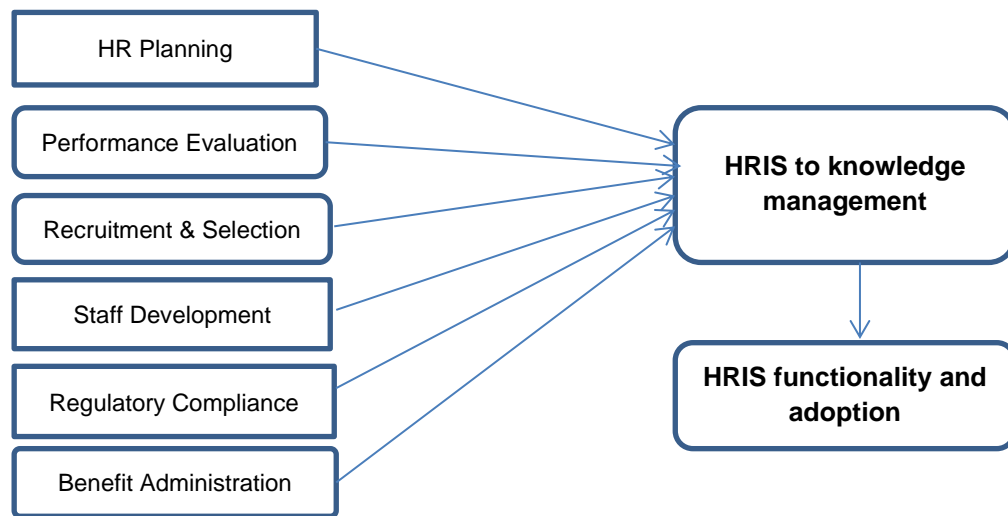 HR Planning
Performance Evaluation
Recruitment & Selection
Staff Development
Regulatory Compliance
Benefit Administration
HRIS to knowledge
management
HRIS functionality and
adoption